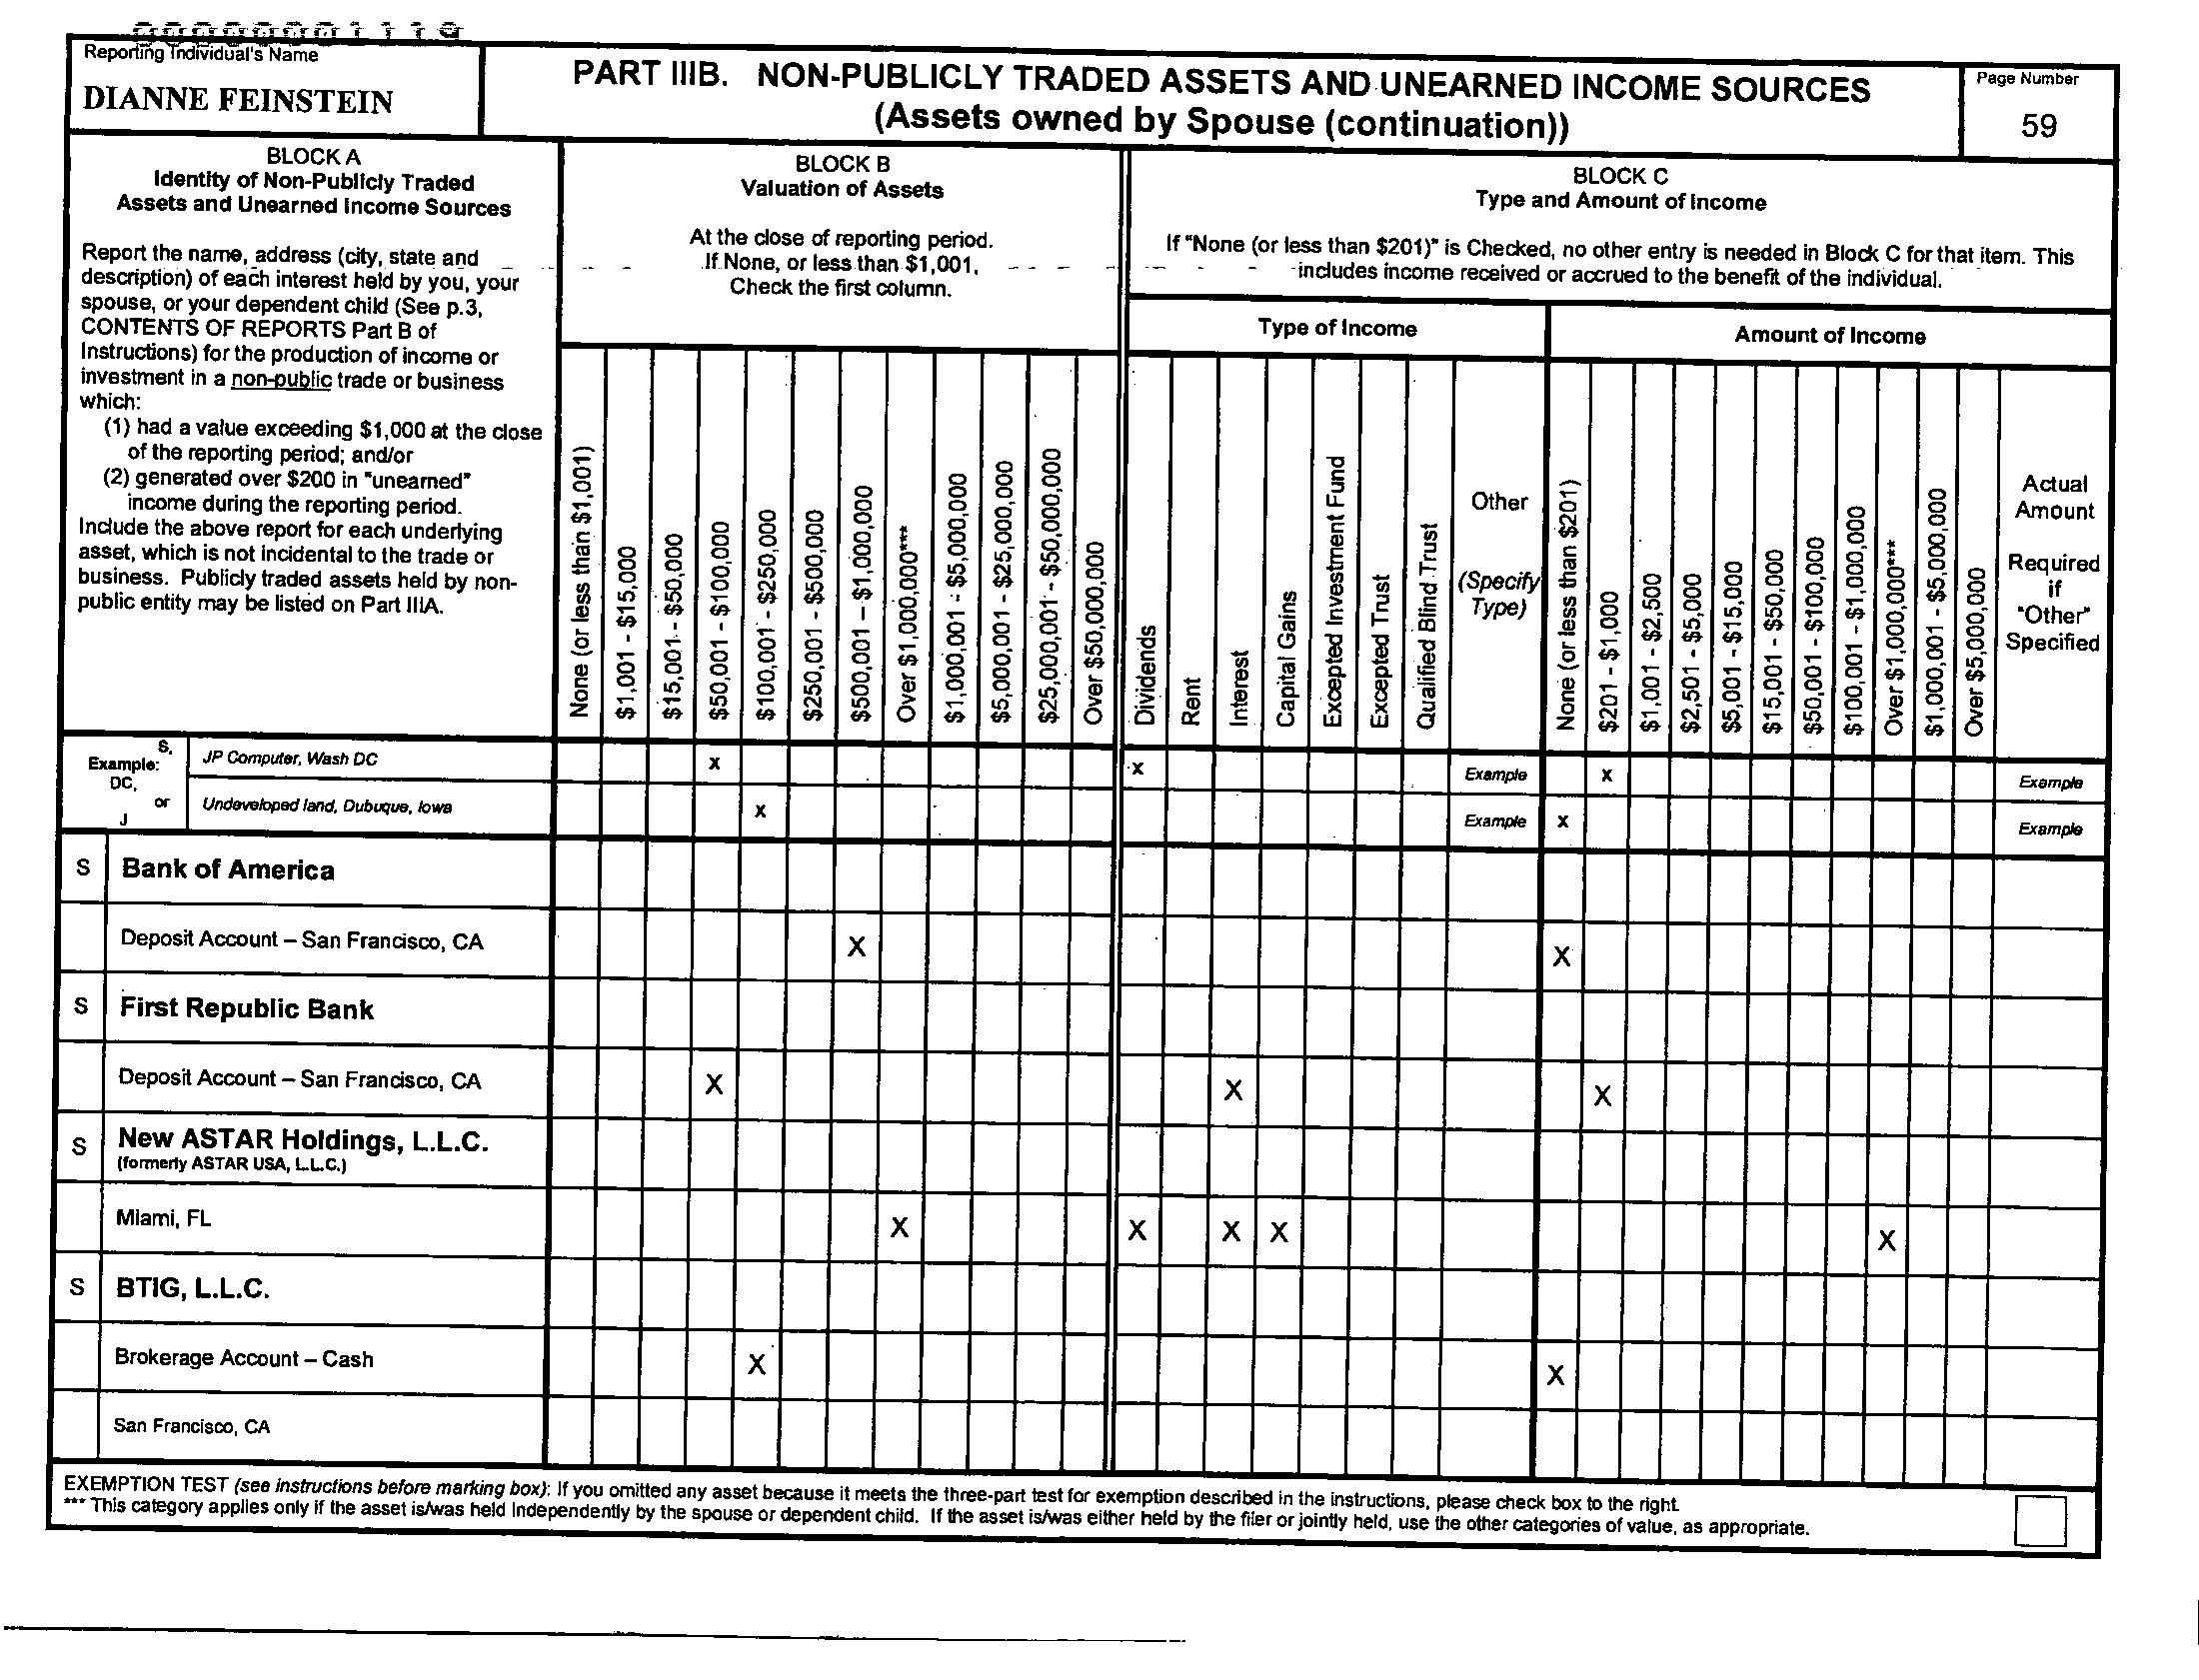 0000001119
Reporting Individual's Name
DIANNE FEINSTEIN
PART IIIB. NON-PUBLICLY TRADED ASSETS AND UNEARNED INCOME SOURCES
(Assets owned by Spouse (continuation))
Page Number
59
BLOCK A
Identity of Non-Publicly Traded
Assets and Unearned Income Sources
Report the name, address (city, state and
description) of each interest held by you, your
spouse, or your dependent child (See p.3,
CONTENTS OF REPORTS Part B of
Instructions) for the production of income or
investment in a non-public trade or business
which:
(1) had a value exceeding $1,000 at the close
of the reporting period; and/or
(2) generated over $200 in "unearned"
income during the reporting period.
Include the above report for each underlying
asset, which is not incidental to the trade or
business. Publicly traded assets held by non-
public entity may be listed on Part IIIA.
BLOCK B
Valuation of Assets
At the close of reporting period.
If None, or less than $1,001,
Check the first column.
BLOCK C
Type and Amount of Income
If "None (or less than $201)" is Checked, no other entry is needed in Block C for that item. This
includes income received or accrued to the benefit of the individual.
Type of Income
Amount of Income
None (or less than $1,001)
$1,001 - $15,000
$15,001 - $50,000
$50,001 - $100,000
$100,001 - $250,000
$250,001 - $500,000
$500,001 – $1,000,000
Over $1,000,000***
$1,000,001 - $5,000,000
$5,000,001 - $25,000,000
$25,000,001 - $50,000,000
Over $50,000,000
Dividends
Rent
Interest
Capital Gains
Excepted Investment Fund
Excepted Trust
Qualified Blind Trust
Other
(Specify
Type)
None (or less than $201)
$201 - $1,000
$1,001 - $2,500
$2,501 - $5,000
$5,001 - $15,000
$15,001 - $50,000
$50,001 - $100,000
$100,001 - $1,000,000
Over $1,000,000***
$1,000,001 - $5,000,000
Over $5,000,000
Actual
Amount
Required
if
"Other"
Specified
Example:
S,
DC,
or
J
JP Computer, Wash DC x x Example x Example
Undeveloped land, Dubuque, Iowa x Example x Example
S Bank of America
Deposit Account – San Francisco, CA X X
S First Republic Bank
Deposit Account – San Francisco, CA X X X
S New ASTAR Holdings, L.L.C.
(formerly ASTAR USA, L.L.C.)
Miami, FL X X X X X
S BTIG, L.L.C.
Brokerage Account – Cash X X
San Francisco, CA
EXEMPTION TEST (see instructions before marking box): If you omitted any asset because it meets the three-part test for exemption described in the instructions, please check box to the right.
*** This category applies only if the asset is/was held independently by the spouse or dependent child. If the asset is/was either held by the filer or jointly held, use the other categories of value, as appropriate.